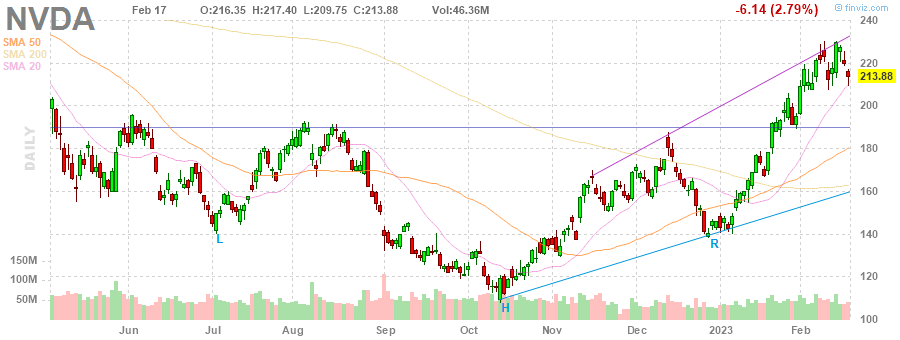 © finviz.com
NVDA
Feb 17 O:216.35 H:217.40 L:209.75 C:213.88 Vol:46.36M -6.14 (2.79%)
SMA 50
SMA 200
SMA 20
DAILY
240
220
213.88
200
180
160
140
120
100
150M
100M
50M
L
H
R
Jun Jul Aug Sep Oct Nov Dec 2023 Feb